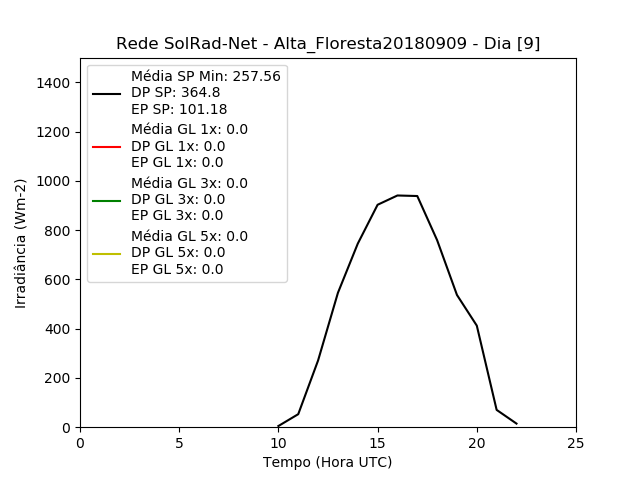 Rede SolRad-Net - Alta_Floresta20180909 - Dia [9]
Média SP Min: 257.56
DP SP: 364.8
EP SP: 101.18
Média GL 1x: 0.0
DP GL 1x: 0.0
EP GL 1x: 0.0
Média GL 3x: 0.0
DP GL 3x: 0.0
EP GL 3x: 0.0
Média GL 5x: 0.0
DP GL 5x: 0.0
EP GL 5x: 0.0
Irradiância (Wm-2)
1400
1200
1000
800
600
400
200
0
0 5 10 15 20 25
Tempo (Hora UTC)